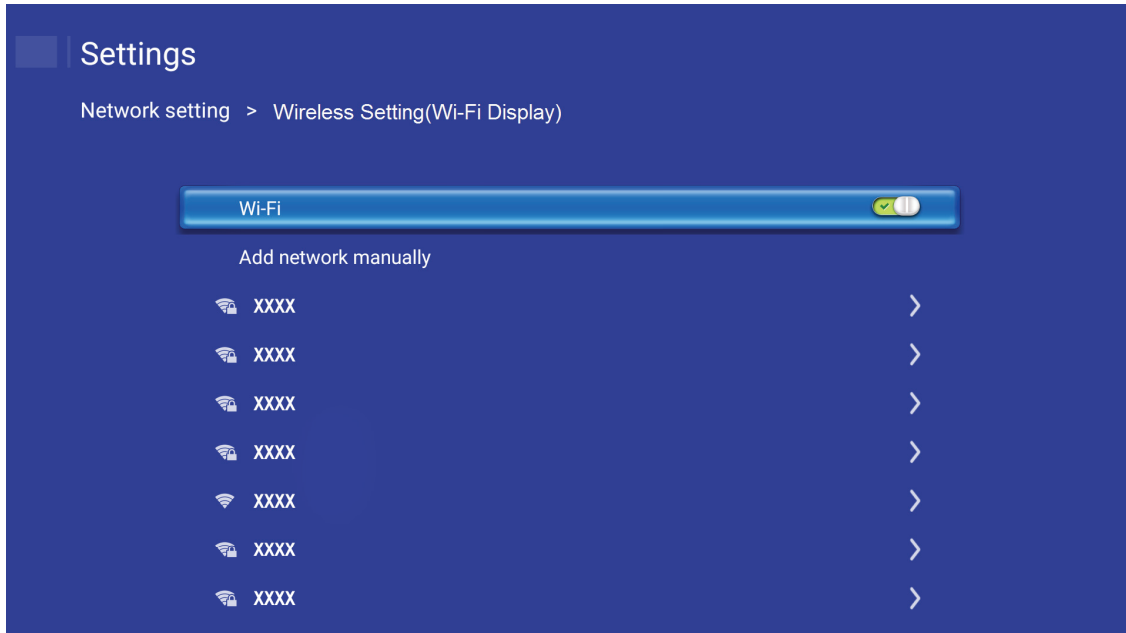 Settings
Network setting > Wireless Setting(Wi-Fi Display)
Wi-Fi
Add network manually
XXXX
XXXX
XXXX
XXXX
XXXX
XXXX
XXXX